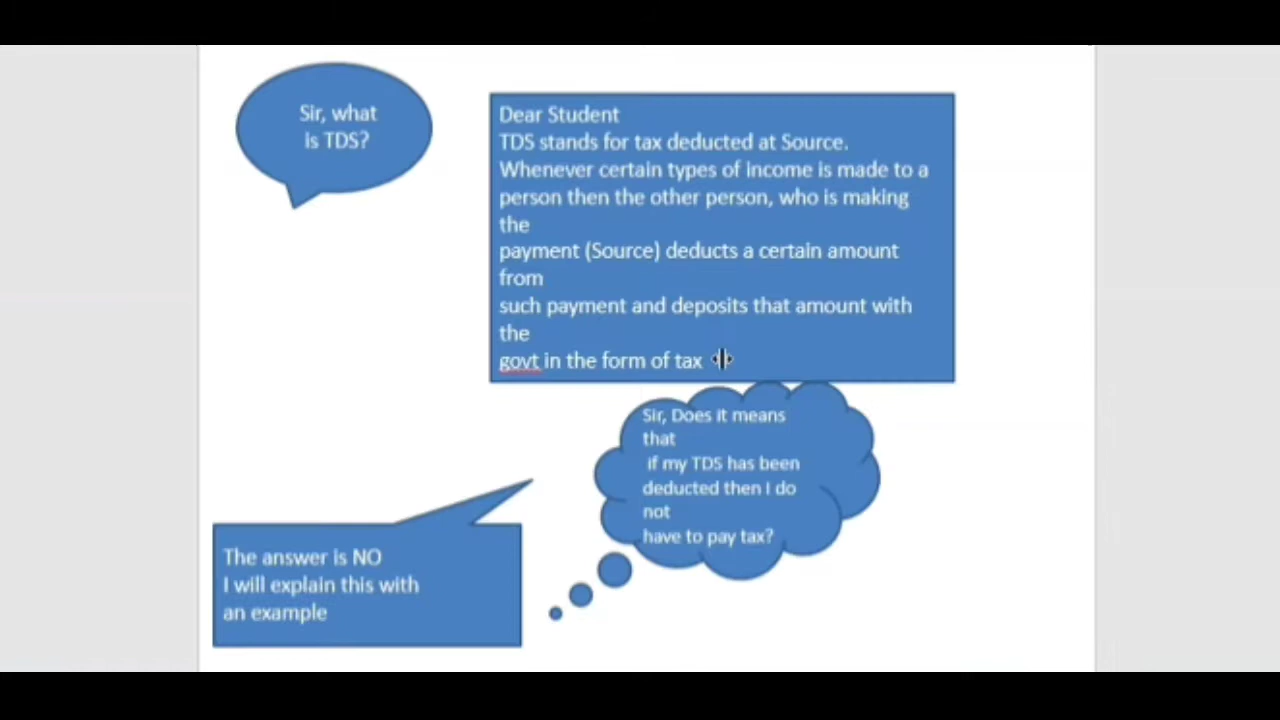 Sir, what
is TDS?
Dear Student
TDS stands for tax deducted at Source.
Whenever certain types of income is made to a
person then the other person, who is making
the
payment (Source) deducts a certain amount
from
such payment and deposits that amount with
the
govt in the form of tax
Sir, Does it means
that
if my TDS has been
deducted then I do
not
have to pay tax?
The answer is NO
I will explain this with
an example